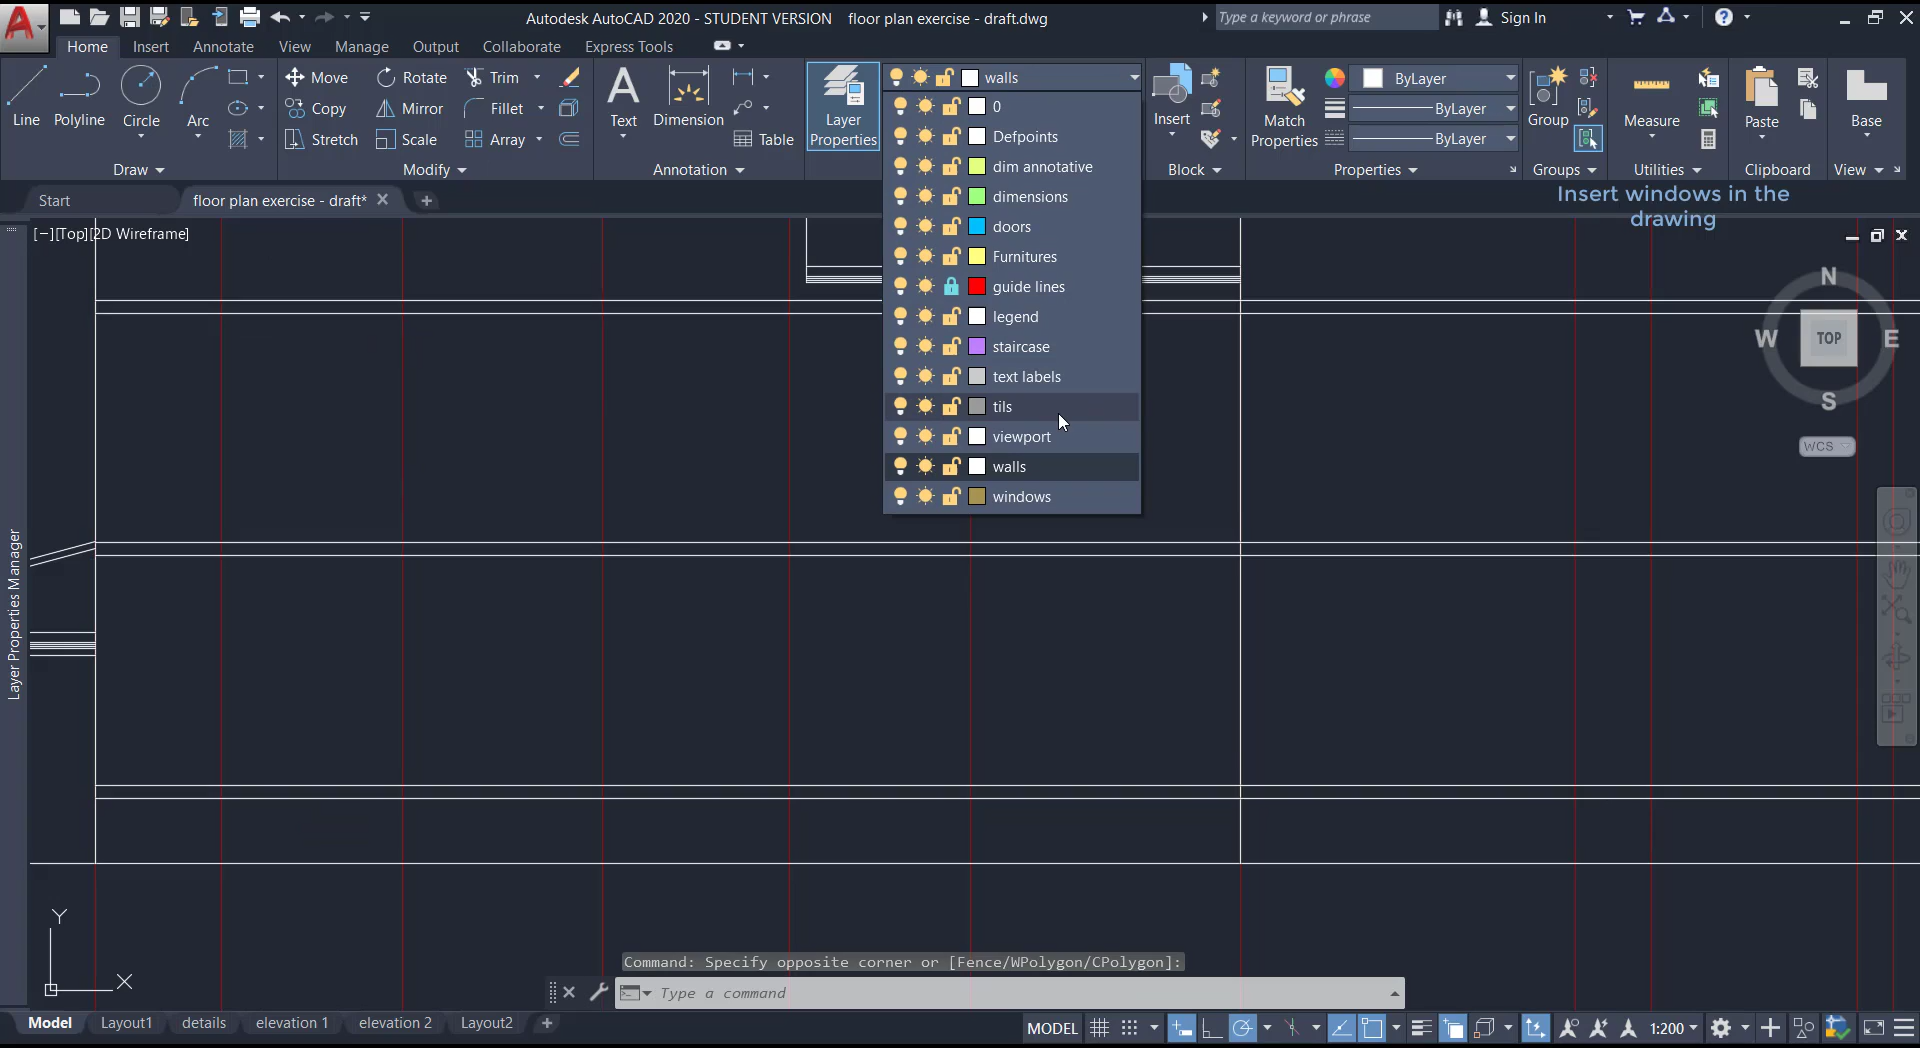 Autodesk AutoCAD 2020 - STUDENT VERSION floor plan exercise - draft.dwg
Type a keyword or phrase
Sign In
Home Insert Annotate View Manage Output Collaborate Express Tools
Line Polyline Circle Arc
Move Rotate Trim
Copy Mirror Fillet
Stretch Scale Array
Text Dimension Table
Layer Properties
walls
Insert
Match Properties
ByLayer
ByLayer
ByLayer
Group Measure Paste Base
Draw Modify Annotation Block Properties Groups Utilities Clipboard View
0
Defpoints
dim annotative
dimensions
doors
Furnitures
guide lines
legend
staircase
text labels
tils
viewport
walls
windows
Start
floor plan exercise - draft*
Insert windows in the
drawing
[−][Top][2D Wireframe]
N
W TOP E
S
WCS
Layer Properties Manager
Y
X
Command: Specify opposite corner or [Fence/WPolygon/CPolygon]:
Type a command
Model Layout1 details elevation 1 elevation 2 Layout2
MODEL
1:200